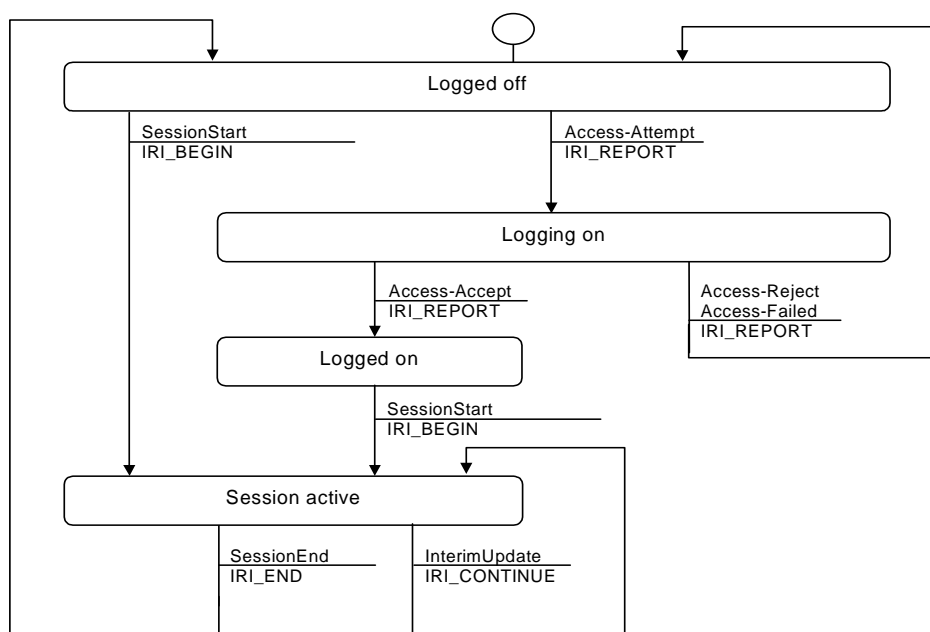 Logged off
SessionStart
IRI_BEGIN
Access-Attempt
IRI_REPORT
Logging on
Access-Accept
IRI_REPORT
Access-Reject
Access-Failed
IRI_REPORT
Logged on
SessionStart
IRI_BEGIN
Session active
SessionEnd
IRI_END
InterimUpdate
IRI_CONTINUE